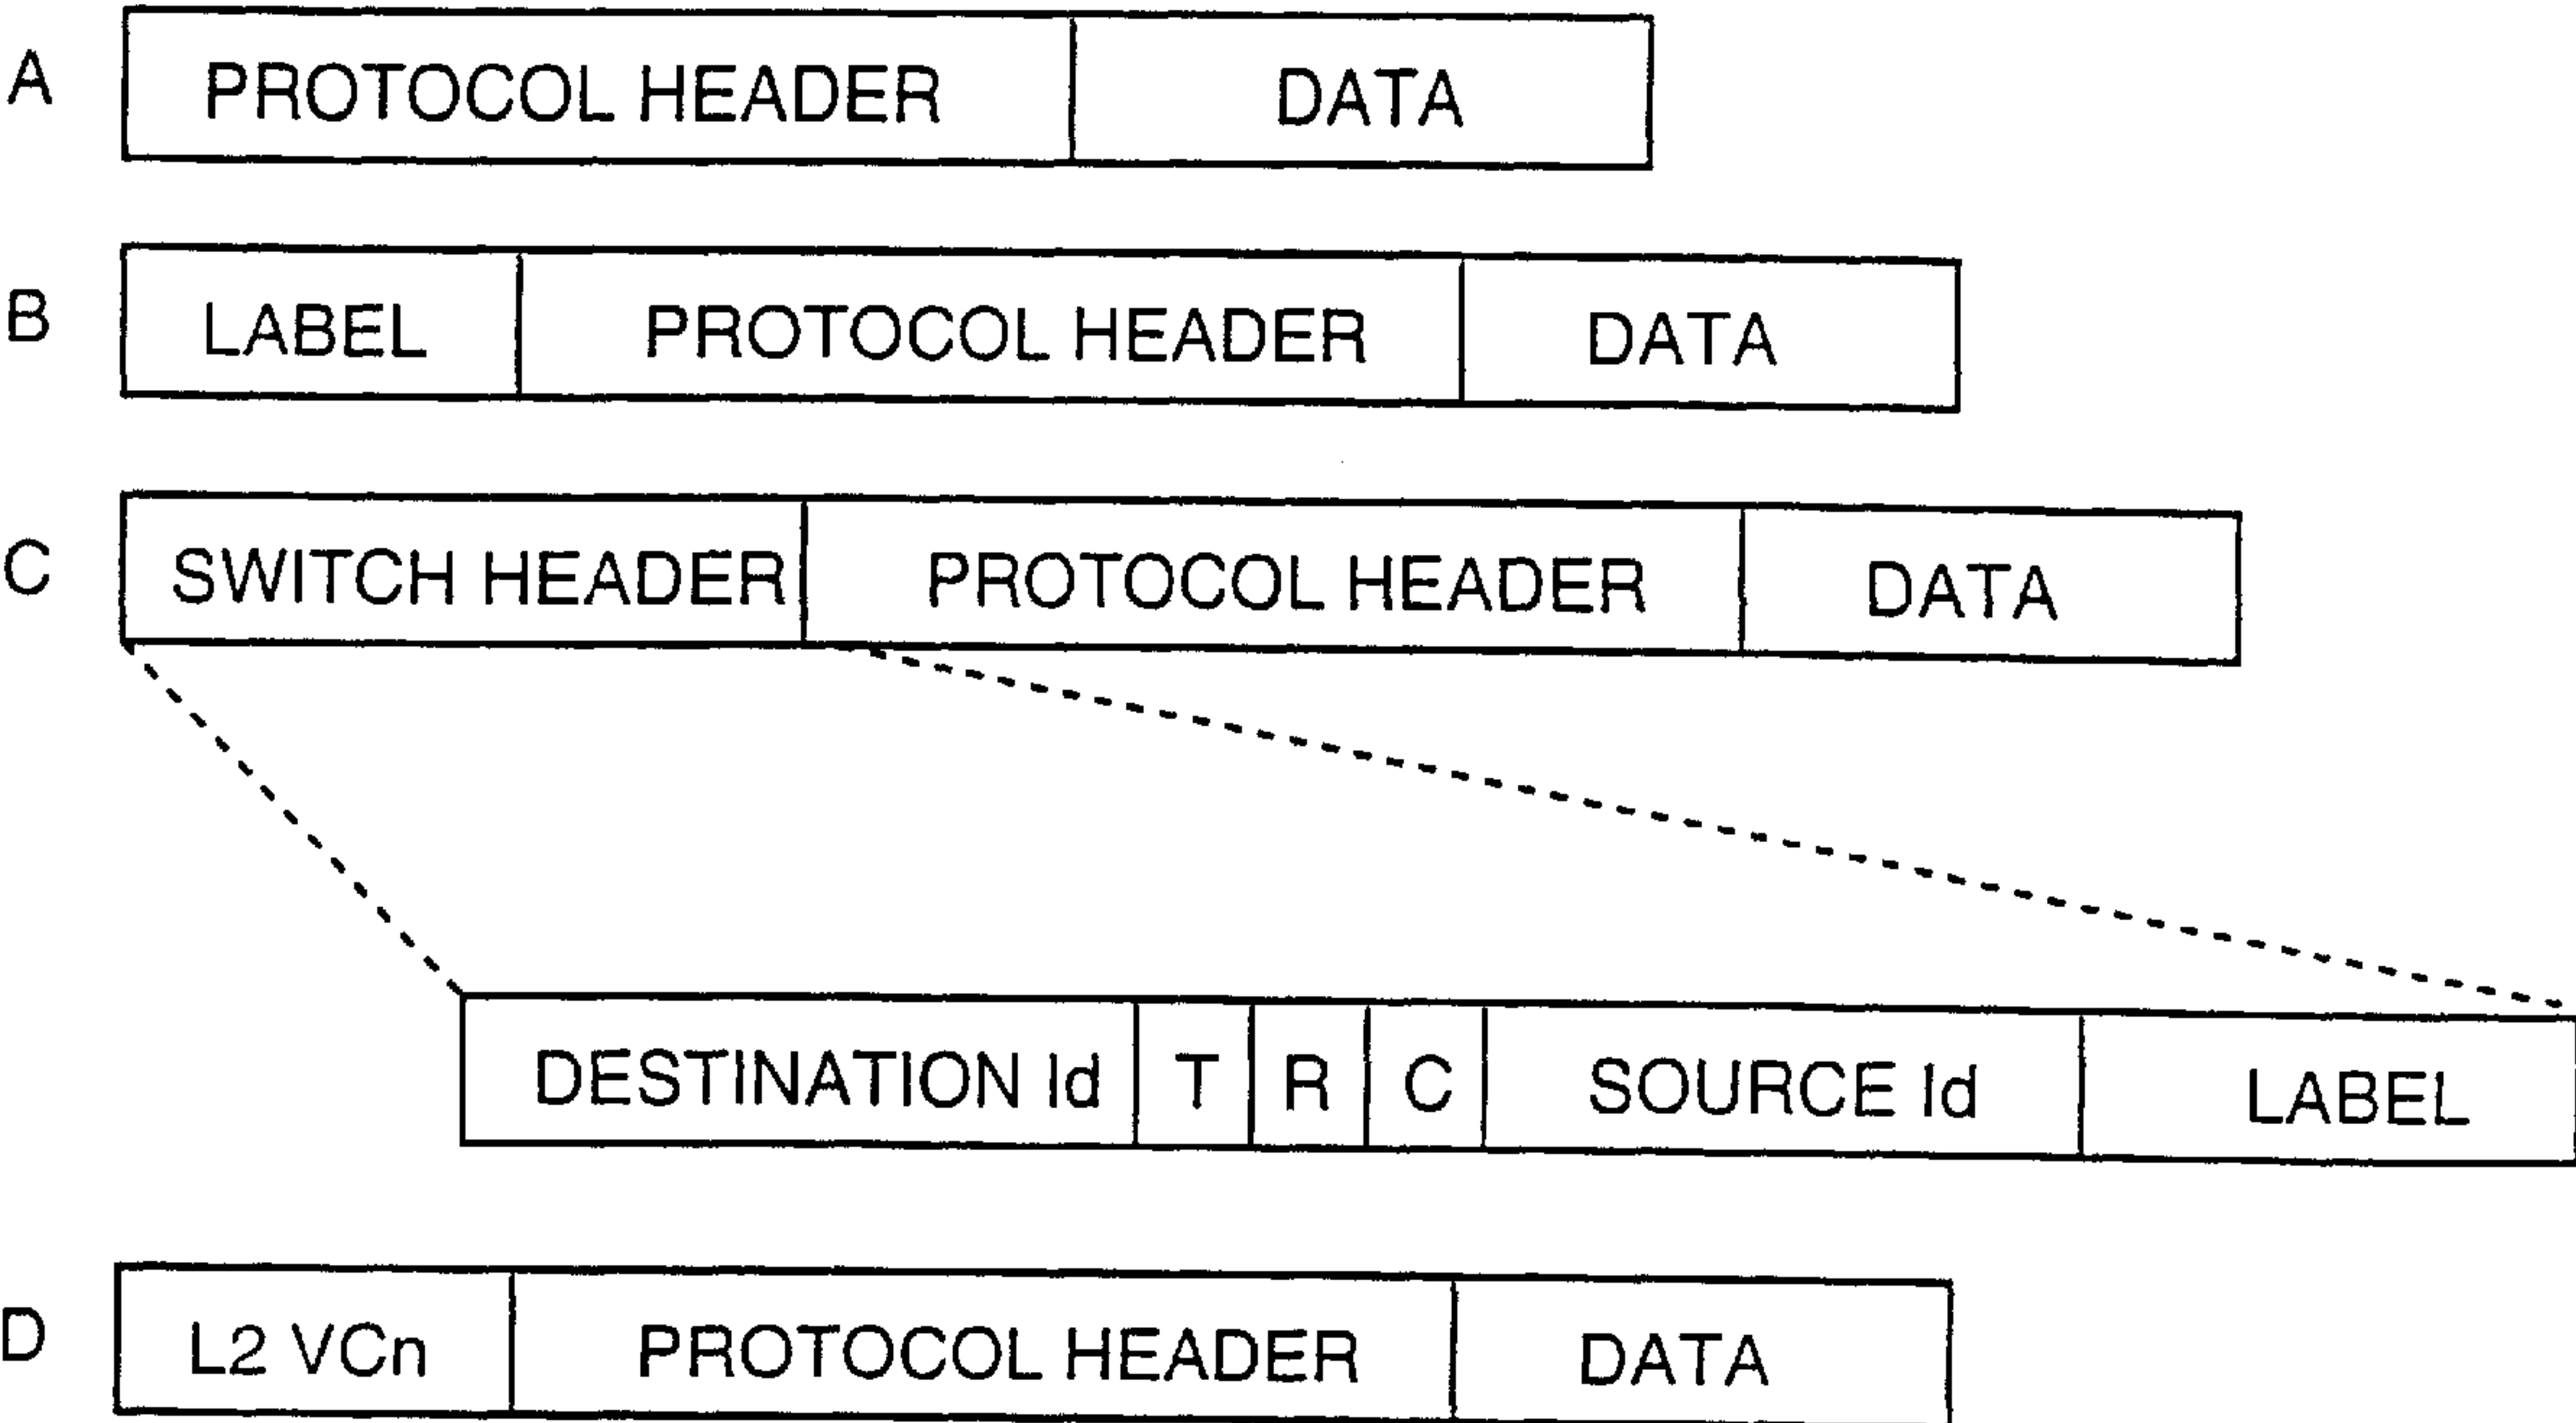 A PROTOCOL HEADER DATA
B LABEL PROTOCOL HEADER DATA
C SWITCH HEADER PROTOCOL HEADER DATA
DESTINATION Id T R C SOURCE Id LABEL
D L2 VCn PROTOCOL HEADER DATA